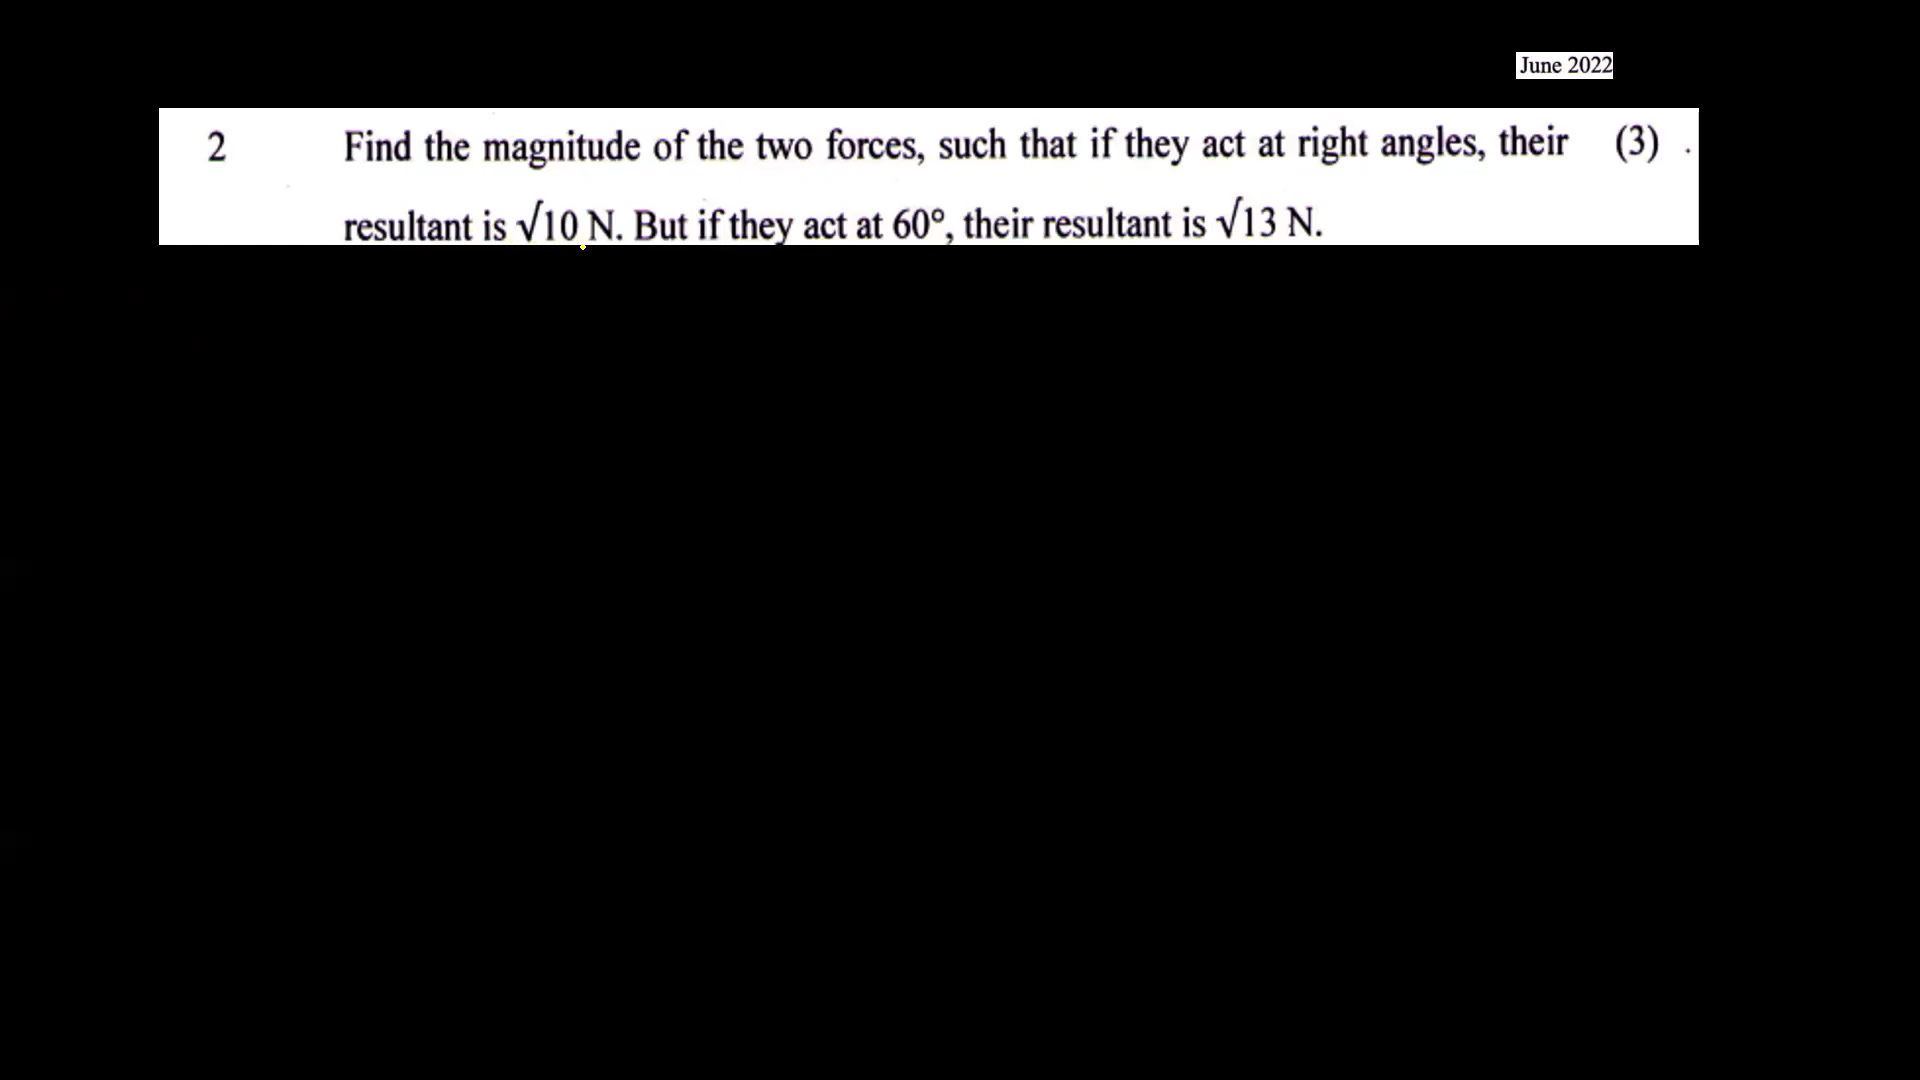 June 2022
2 Find the magnitude of the two forces, such that if they act at right angles, their (3) .
resultant is √10 N. But if they act at 60°, their resultant is √13 N.